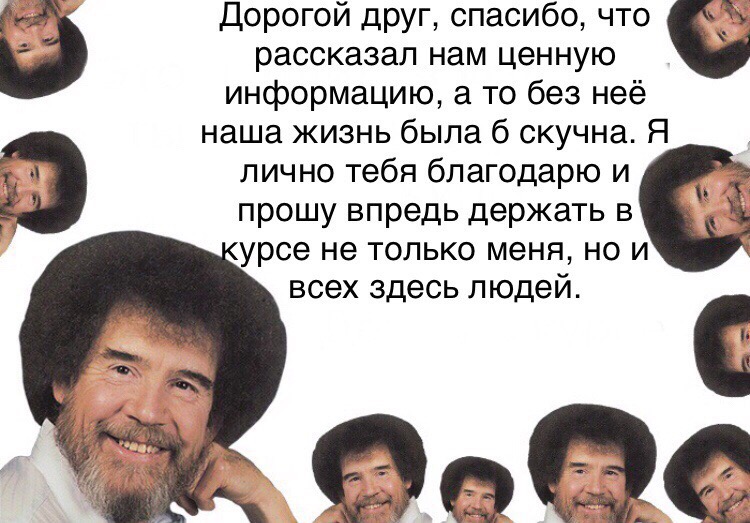 Дорогой друг, спасибо, что
рассказал нам ценную
информацию, а то без неё
наша жизнь была б скучна. Я
лично тебя благодарю и
прошу впредь держать в
курсе не только меня, но и
всех здесь людей.